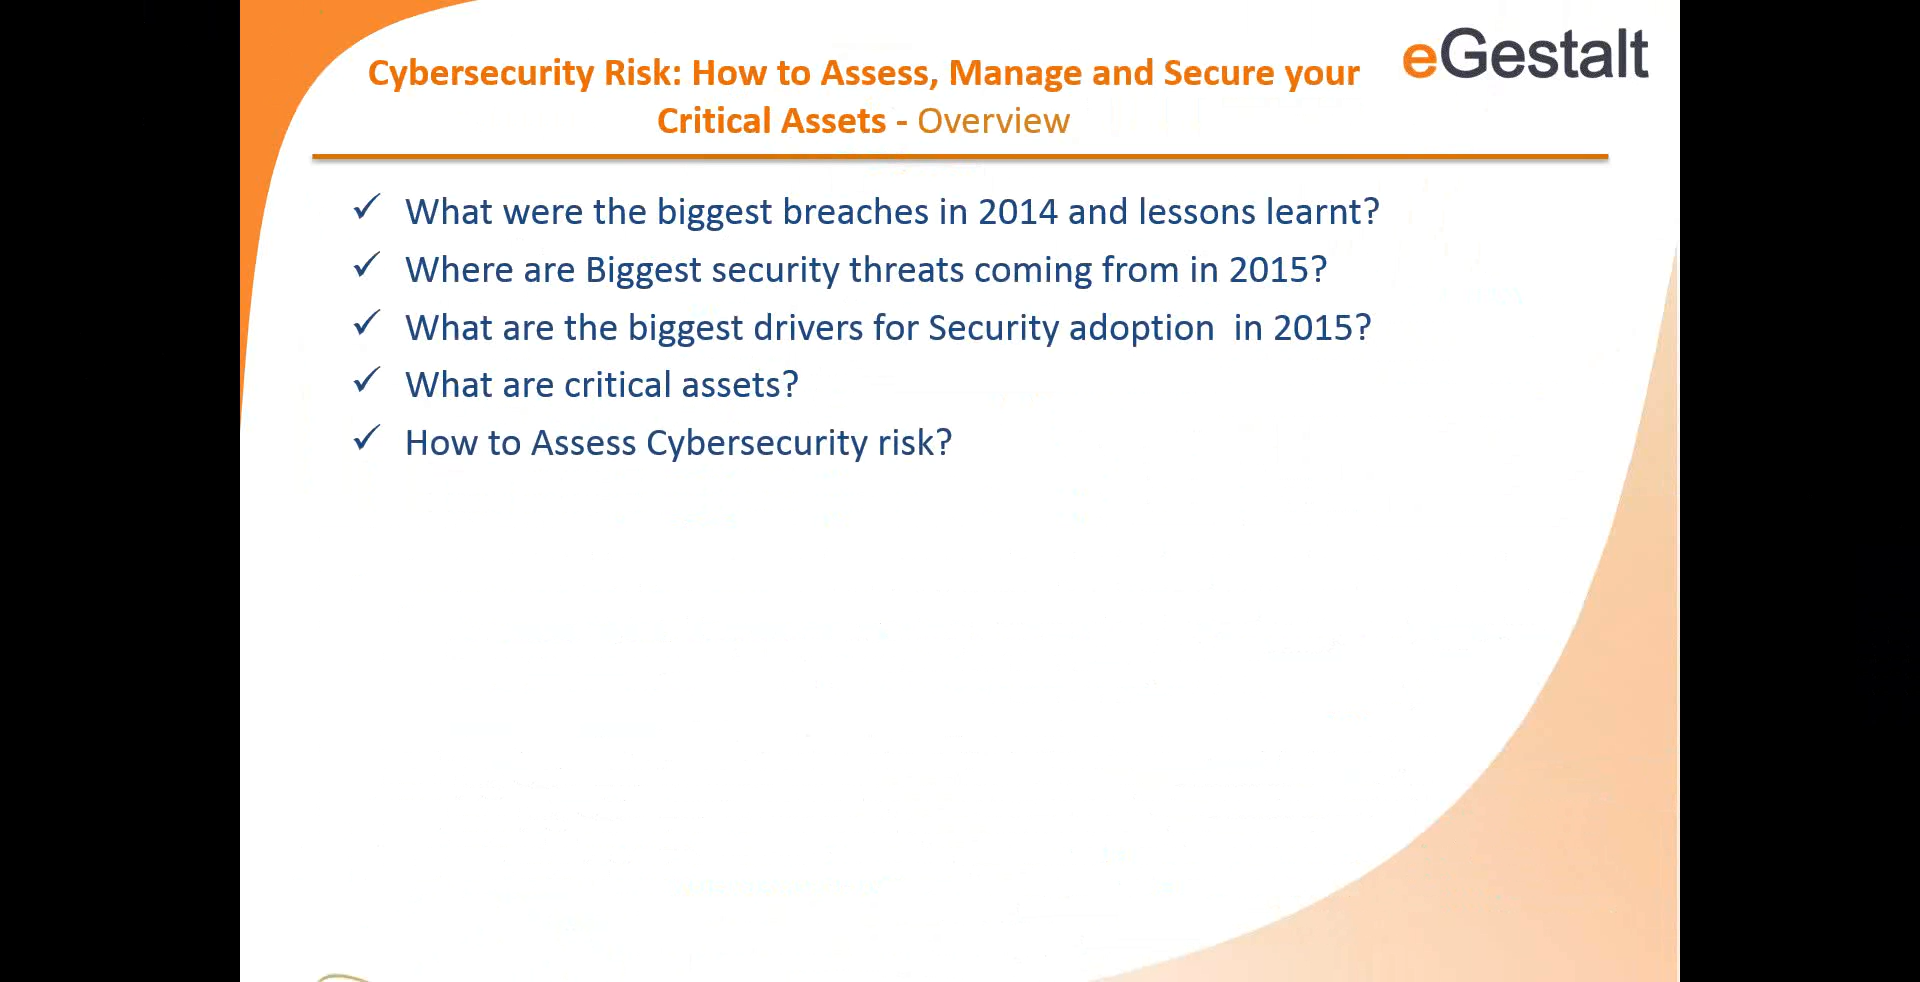 eGestalt
Cybersecurity Risk: How to Assess, Manage and Secure your
Critical Assets - Overview
✓ What were the biggest breaches in 2014 and lessons learnt?
✓ Where are Biggest security threats coming from in 2015?
✓ What are the biggest drivers for Security adoption  in 2015?
✓ What are critical assets?
✓ How to Assess Cybersecurity risk?